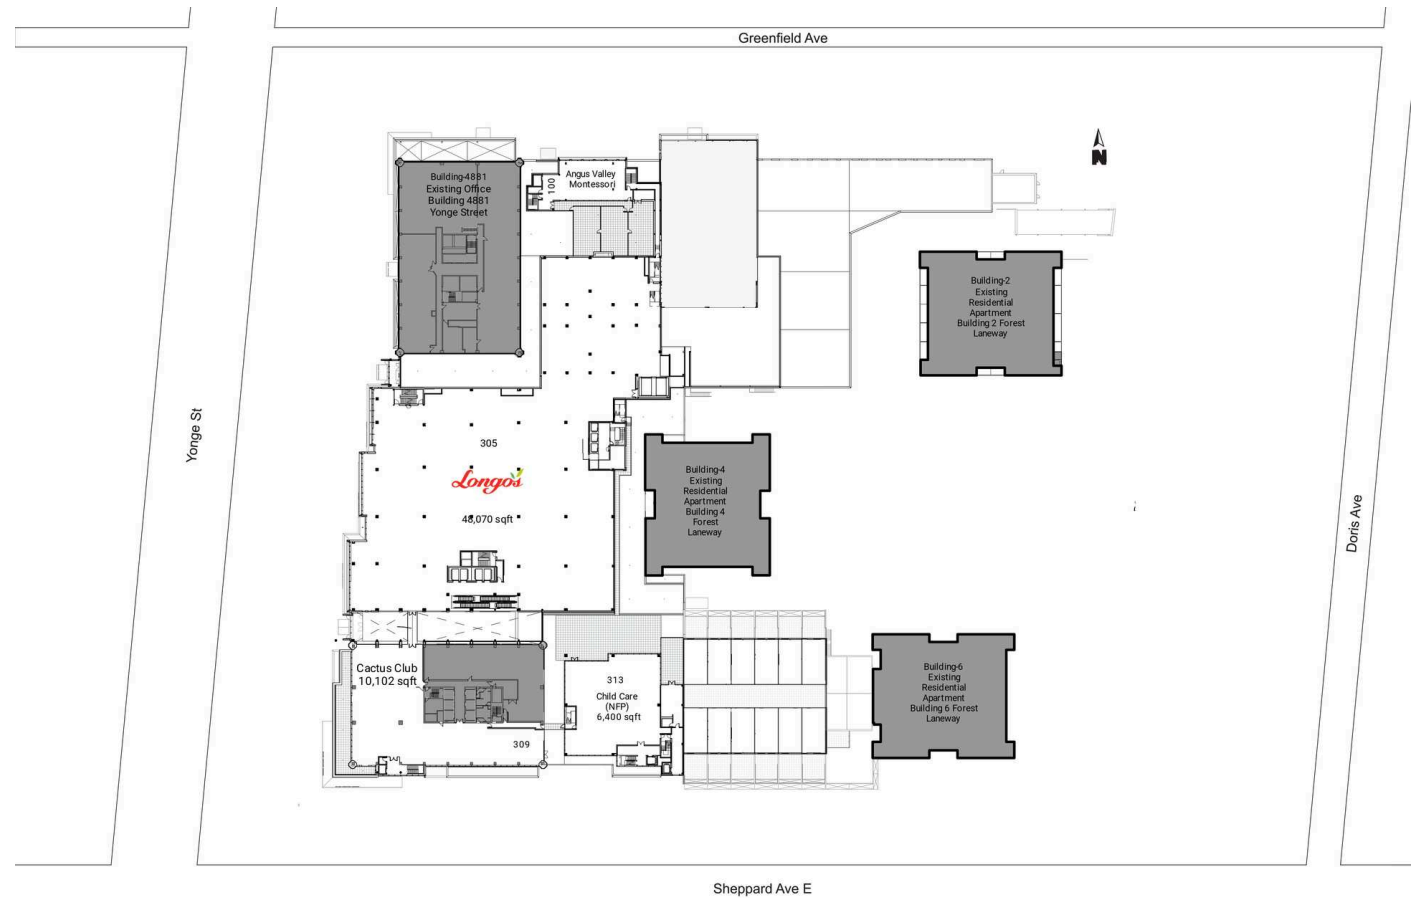 Greenfield Ave
N
Building-4881
Existing Office
Building 4881
Yonge Street
100
Angus Valley
Montessori
Building-2
Existing
Residential
Apartment
Building 2 Forest
Laneway
Yonge St
305
Longo's
48,070 sqft
Building-4
Existing
Residential
Apartment
Building 4
Forest
Laneway
Doris Ave
Cactus Club
10,102 sqft
309
313
Child Care
(NFP)
6,400 sqft
Building-6
Existing
Residential
Apartment
Building 6 Forest
Laneway
Sheppard Ave E